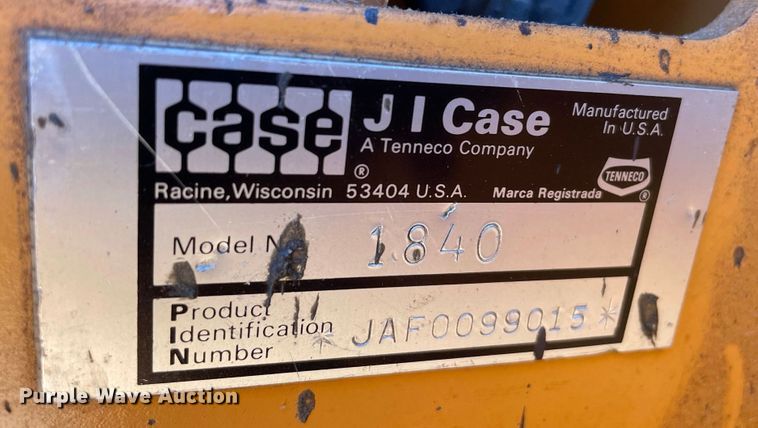 case
J I Case
A Tenneco Company
Manufactured
In U.S.A.
®
Racine, Wisconsin 53404 U.S.A.
Marca Registrada
TENNECO
®
Model 1840
Product
Identification
Number
PIN
* JAF0099015 *
Purple Wave Auction